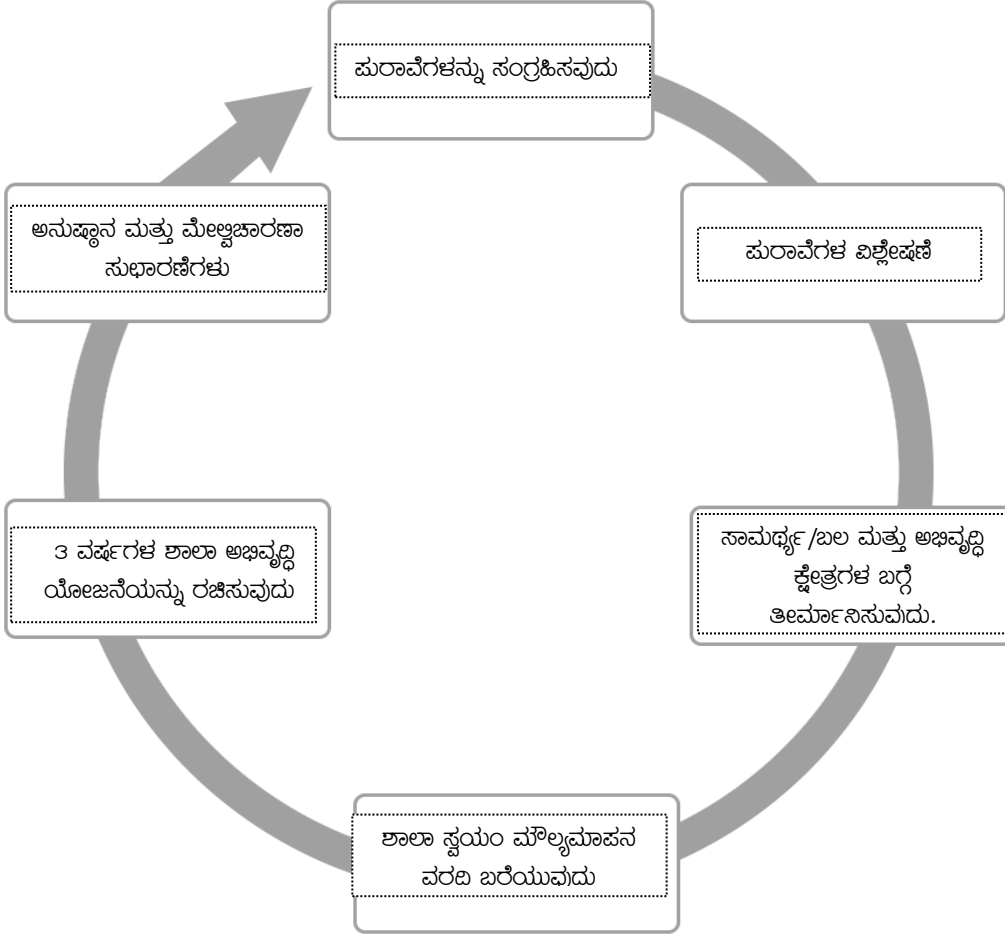 ಪುರಾವೆಗಳನ್ನು ಸಂಗ್ರಹಿಸವುದು
ಪುರಾವೆಗಳ ವಿಶ್ಲೇಷಣೆ
ಸಾಮರ್ಥ್ಯ/ಬಲ ಮತ್ತು ಅಭಿವೃದ್ಧಿ
ಕ್ಷೇತ್ರಗಳ ಬಗ್ಗೆ
ತೀರ್ಮಾನಿಸುವುದು.
ಶಾಲಾ ಸ್ವಯಂ ಮೌಲ್ಯಮಾಪನ
ವರದಿ ಬರೆಯುವುದು
3 ವರ್ಷಗಳ ಶಾಲಾ ಅಭಿವೃದ್ಧಿ
ಯೋಜನೆಯನ್ನು ರಚಿಸುವುದು
ಅನುಷ್ಠಾನ ಮತ್ತು ಮೇಲ್ವಿಚಾರಣಾ
ಸುಧಾರಣೆಗಳು